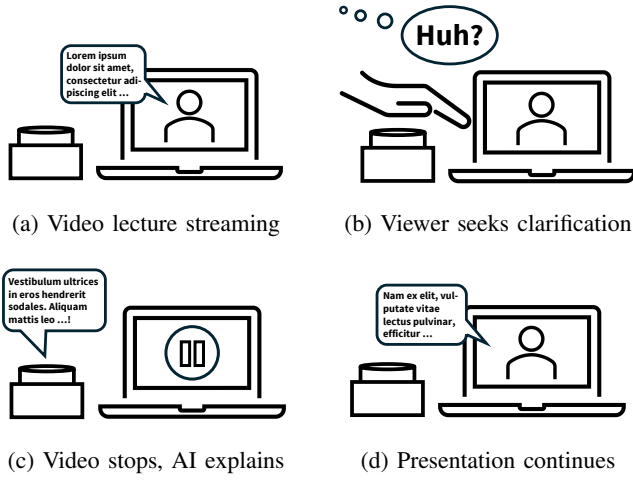 Lorem ipsum
dolor sit amet,
consectetur adi-
piscing elit ...
Huh?
(a) Video lecture streaming
(b) Viewer seeks clarification
Vestibulum ultrices
in eros hendrerit
sodales. Aliquam
mattis leo ...!
Nam ex elit, vul-
putate vitae
lectus pulvinar,
efficitur ...
(c) Video stops, AI explains
(d) Presentation continues